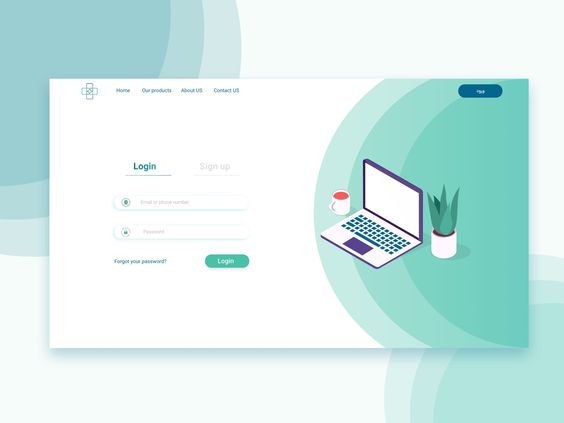 Home
Our products
About US
Contact US
Login
Sign up
Email or phone number
Password
Forgot your password?
Login